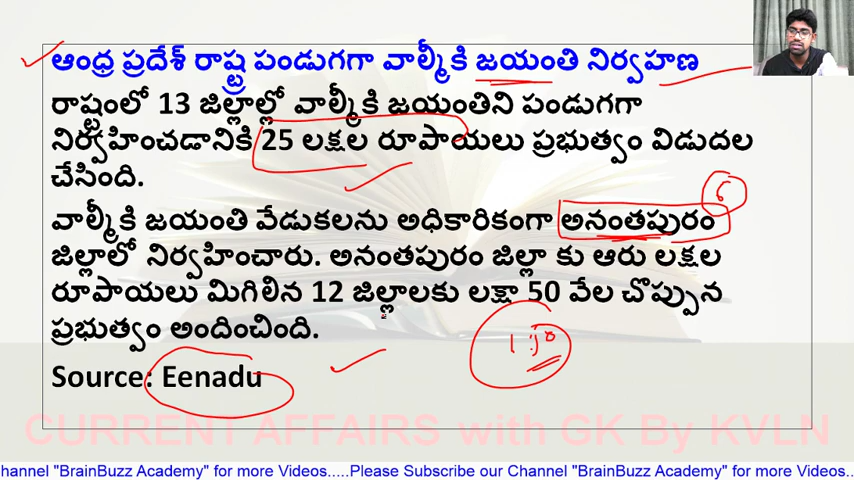 ఆంధ్ర ప్రదేశ్ రాష్ట్ర పండుగగా వాల్మీకి జయంతి నిర్వహణ
రాష్టంలో 13 జిల్లాల్లో వాల్మీకి జయంతిని పండుగగా
నిర్వహించడానికి 25 లక్షల రూపాయలు ప్రభుత్వం విడుదల
చేసింది.
వాల్మీకి జయంతి వేడుకలను అధికారికంగా అనంతపురం
జిల్లాలో నిర్వహించారు. అనంతపురం జిల్లా కు ఆరు లక్షల
రూపాయలు మిగిలిన 12 జిల్లాలకు లక్షా 50 వేల చొప్పున
ప్రభుత్వం అందించింది.
Source: Eenadu
CURRENT AFFAIRS with GK By KVLN
hannel "BrainBuzz Academy" for more Videos.....Please Subscribe our Channel "BrainBuzz Academy" for more Videos..